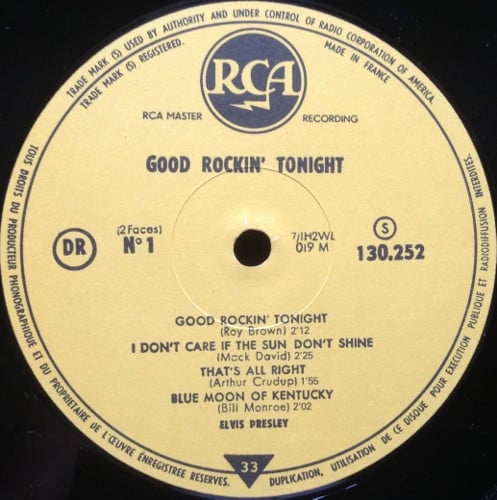 TRADE MARK (S) USED BY AUTHORITY AND UNDER CONTROL OF RADIO CORPORATION OF AMERICA.
TRADE MARK (S) REGISTERED.
MADE IN FRANCE
RCA
RCA MASTER RECORDING
GOOD ROCKIN' TONIGHT
DR
(2 Faces)
N° 1
7/1H2WL
019 M
S
130.252
GOOD ROCKIN' TONIGHT
(Roy Brown) 2'12
I DON'T CARE IF THE SUN DON'T SHINE
(Mack David) 2'25
THAT'S ALL RIGHT
(Arthur Crudup) 1'55
BLUE MOON OF KENTUCKY
(Bill Monroe) 2'02
ELVIS PRESLEY
33
TOUS DROITS DU PRODUCTEUR PHONOGRAPHIQUE ET DU PROPRIETAIRE DE L'ŒUVRE ENREGISTREE RESERVES.
DUPLICATION, UTILISATION DE CE DISQUE POUR EXECUTION PUBLIQUE ET RADIODIFFUSION INTERDITES.